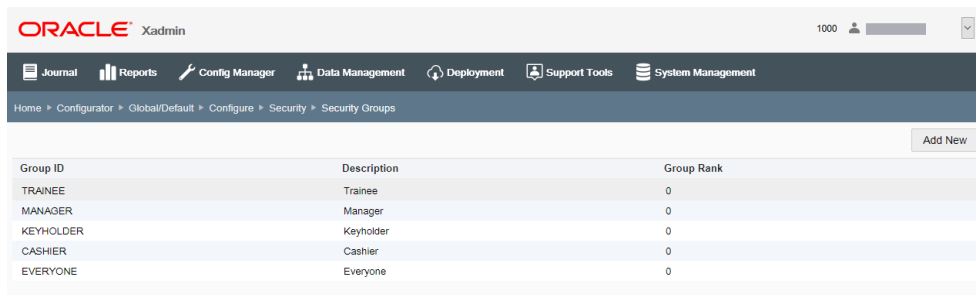 ORACLE® Xadmin 1000
Journal Reports Config Manager Data Management Deployment Support Tools System Management
Home ▸ Configurator ▸ Global/Default ▸ Configure ▸ Security ▸ Security Groups
Add New
Group ID Description Group Rank
TRAINEE Trainee 0
MANAGER Manager 0
KEYHOLDER Keyholder 0
CASHIER Cashier 0
EVERYONE Everyone 0